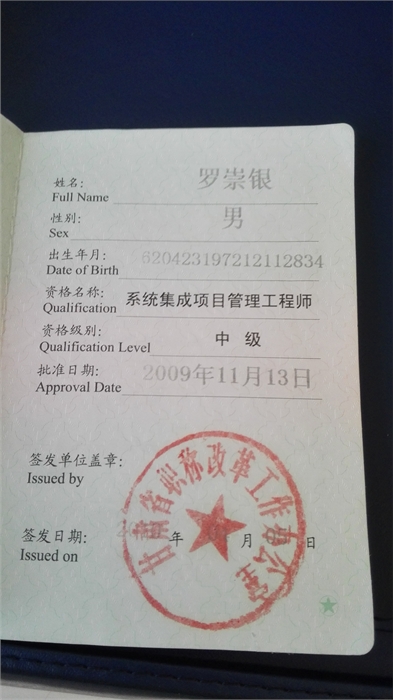 姓名:
Full Name 罗崇银
性别:
Sex 男
出生年月:
Date of Birth 620423197212112834
资格名称:
Qualification 系统集成项目管理工程师
资格级别:
Qualification Level 中 级
批准日期:
Approval Date 2009年11月13日
签发单位盖章:
Issued by
甘肃省职称改革工作办公室
签发日期: 年 月 日
Issued on